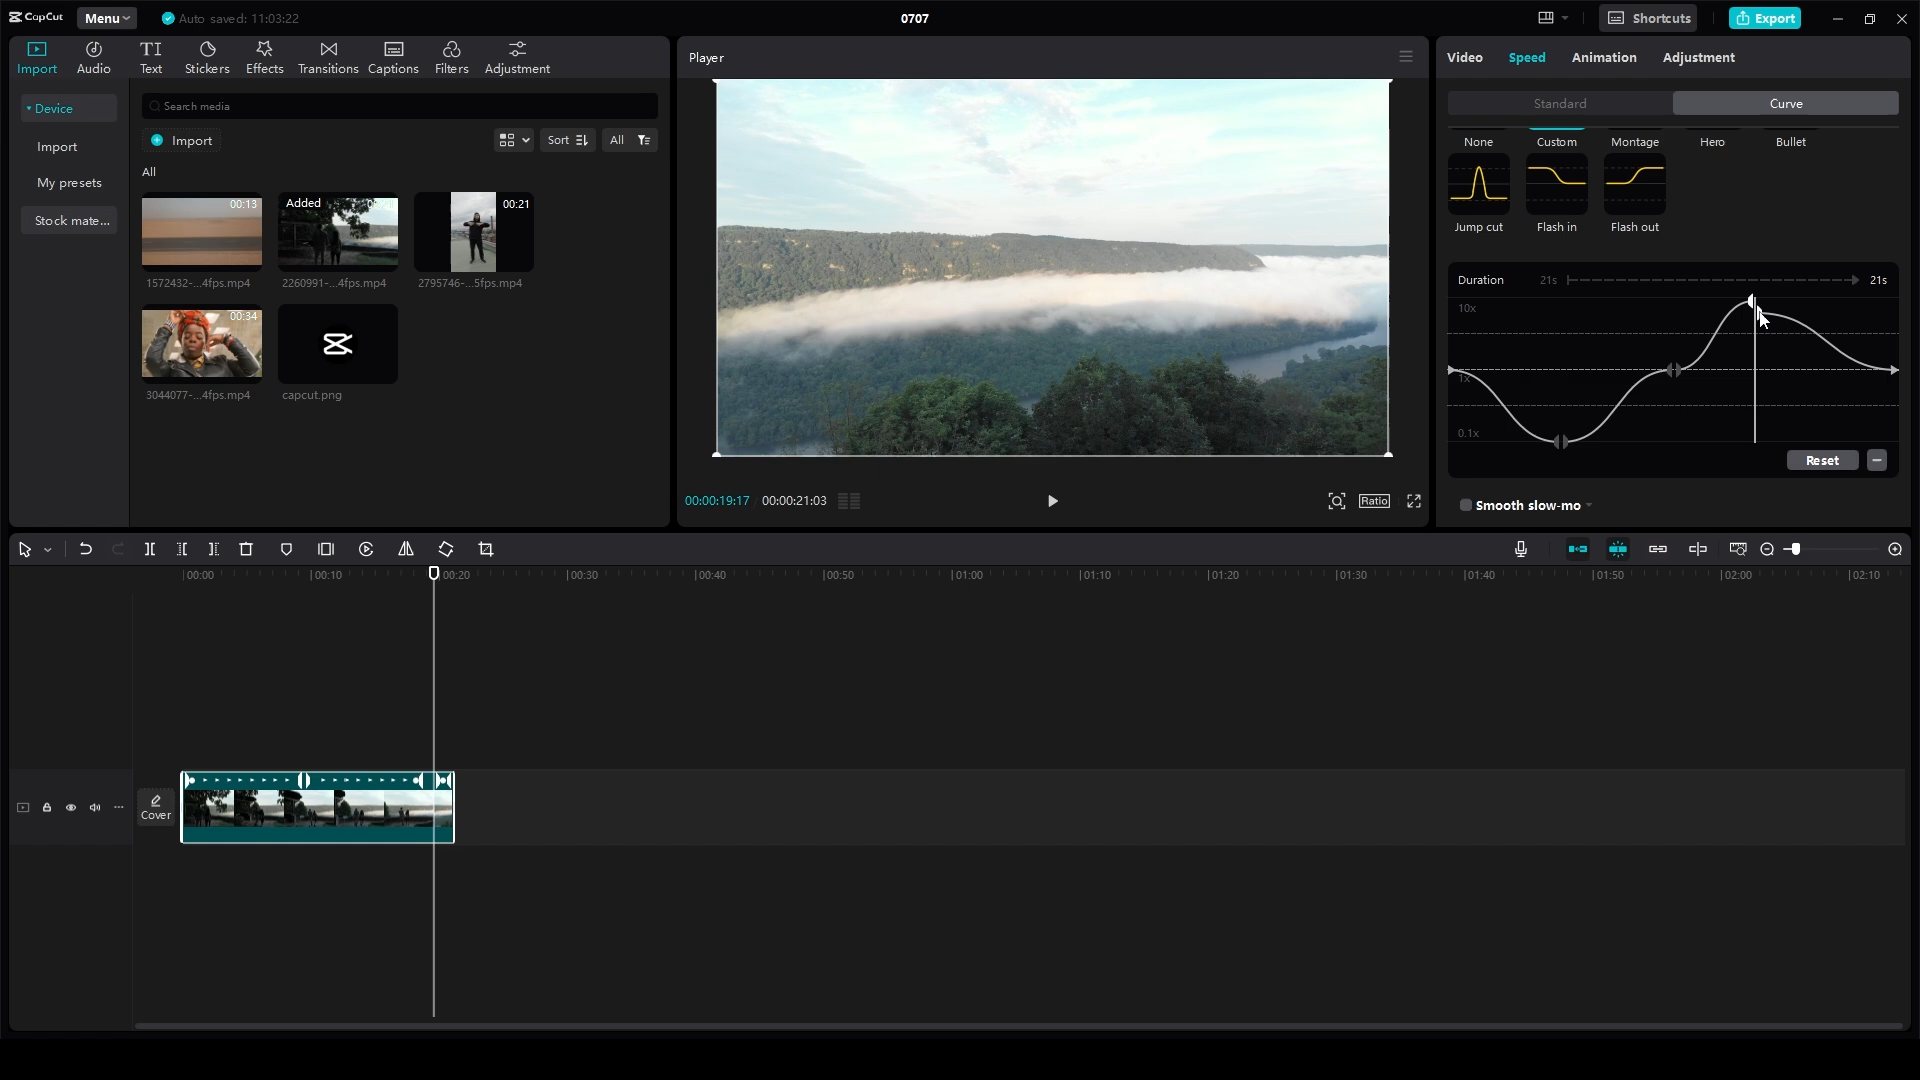 CapCut
Menu
Auto saved: 11:03:22
0707
Shortcuts
Export
Import
Audio
Text
Stickers
Effects
Transitions
Captions
Filters
Adjustment
Device
Import
My presets
Stock mate...
Search media
Import
Sort
All
All
00:13
1572432-...4fps.mp4
Added
2260991-...4fps.mp4
00:21
2795746-...5fps.mp4
00:34
3044077-...4fps.mp4
capcut.png
Player
00:00:19:17
00:00:21:03
Ratio
Video
Speed
Animation
Adjustment
Standard
Curve
None
Custom
Montage
Hero
Bullet
Jump cut
Flash in
Flash out
Duration
21s
21s
10x
1x
0.1x
Reset
Smooth slow-mo
00:00
00:10
00:20
00:30
00:40
00:50
01:00
01:10
01:20
01:30
01:40
01:50
02:00
02:10
Cover